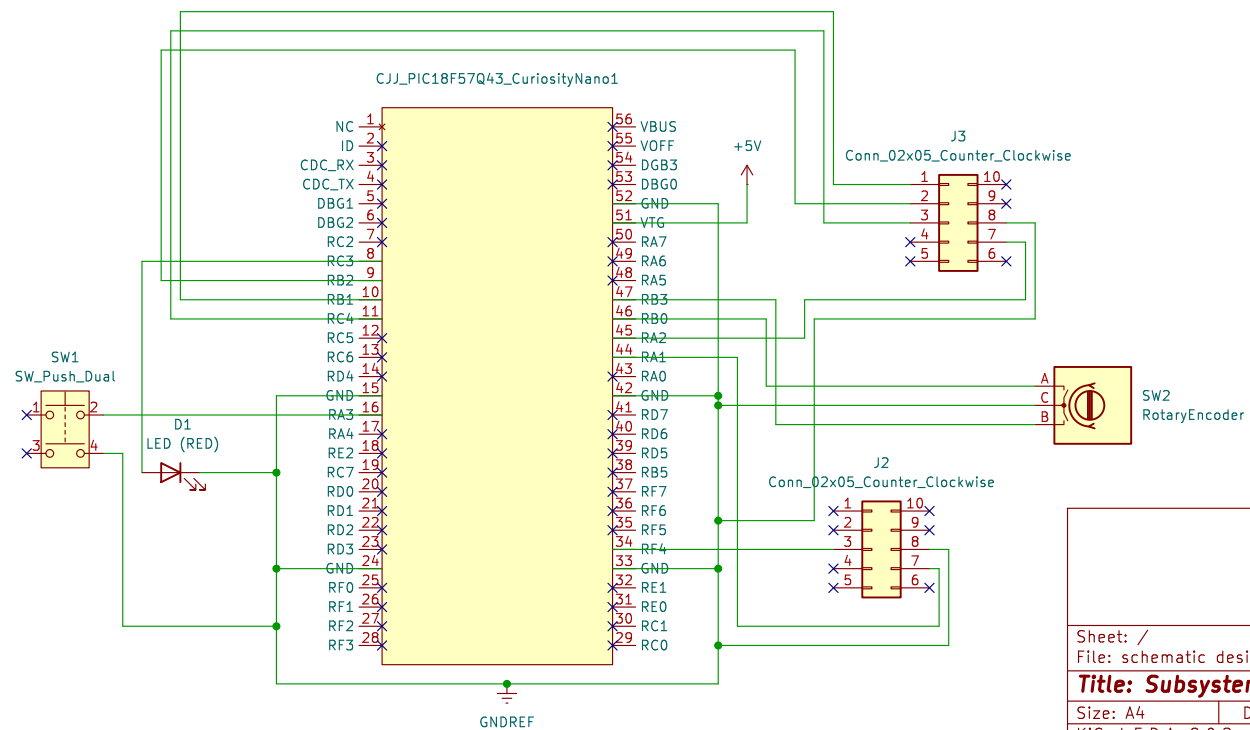 CJJ_PIC18F57Q43_CuriosityNano1
NC 1 56 VBUS
ID 2 55 VOFF
CDC_RX 3 54 DGB3
CDC_TX 4 53 DBG0
DBG1 5 52 GND
DBG2 6 51 VTG
RC2 7 50 RA7
RC3 8 49 RA6
RB2 9 48 RA5
RB1 10 47 RB3
RC4 11 46 RB0
RC5 12 45 RA2
RC6 13 44 RA1
RD4 14 43 RA0
GND 15 42 GND
RA3 16 41 RD7
RA4 17 40 RD6
RE2 18 39 RD5
RC7 19 38 RB5
RD0 20 37 RF7
RD1 21 36 RF6
RD2 22 35 RF5
RD3 23 34 RF4
GND 24 33 GND
RF0 25 32 RE1
RF1 26 31 RE0
RF2 27 30 RC1
RF3 28 29 RC0
+5V
J3
Conn_02x05_Counter_Clockwise
1 10
2 9
3 8
4 7
5 6
SW1
SW_Push_Dual
1 2
3 4
D1
LED (RED)
A
C
B
SW2
RotaryEncoder
J2
Conn_02x05_Counter_Clockwise
1 10
2 9
3 8
4 7
5 6
GNDREF
Sheet: /
File: schematic desi
Title: Subsyster
Size: A4 D